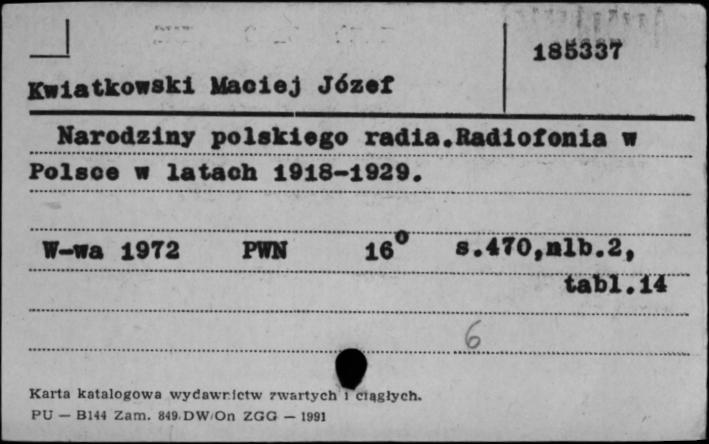 185337
Kwiatkowski Maciej Józef
Narodziny polskiego radia.Radiofonia w
Polsce w latach 1918-1929.
W-wa 1972 PWN 16° s.470,nlb.2,
tabl.14
6
Karta katalogowa wydawnictw zwartych i ciągłych.
PU — B144 Zam. 849/DW/On ZGG — 1991